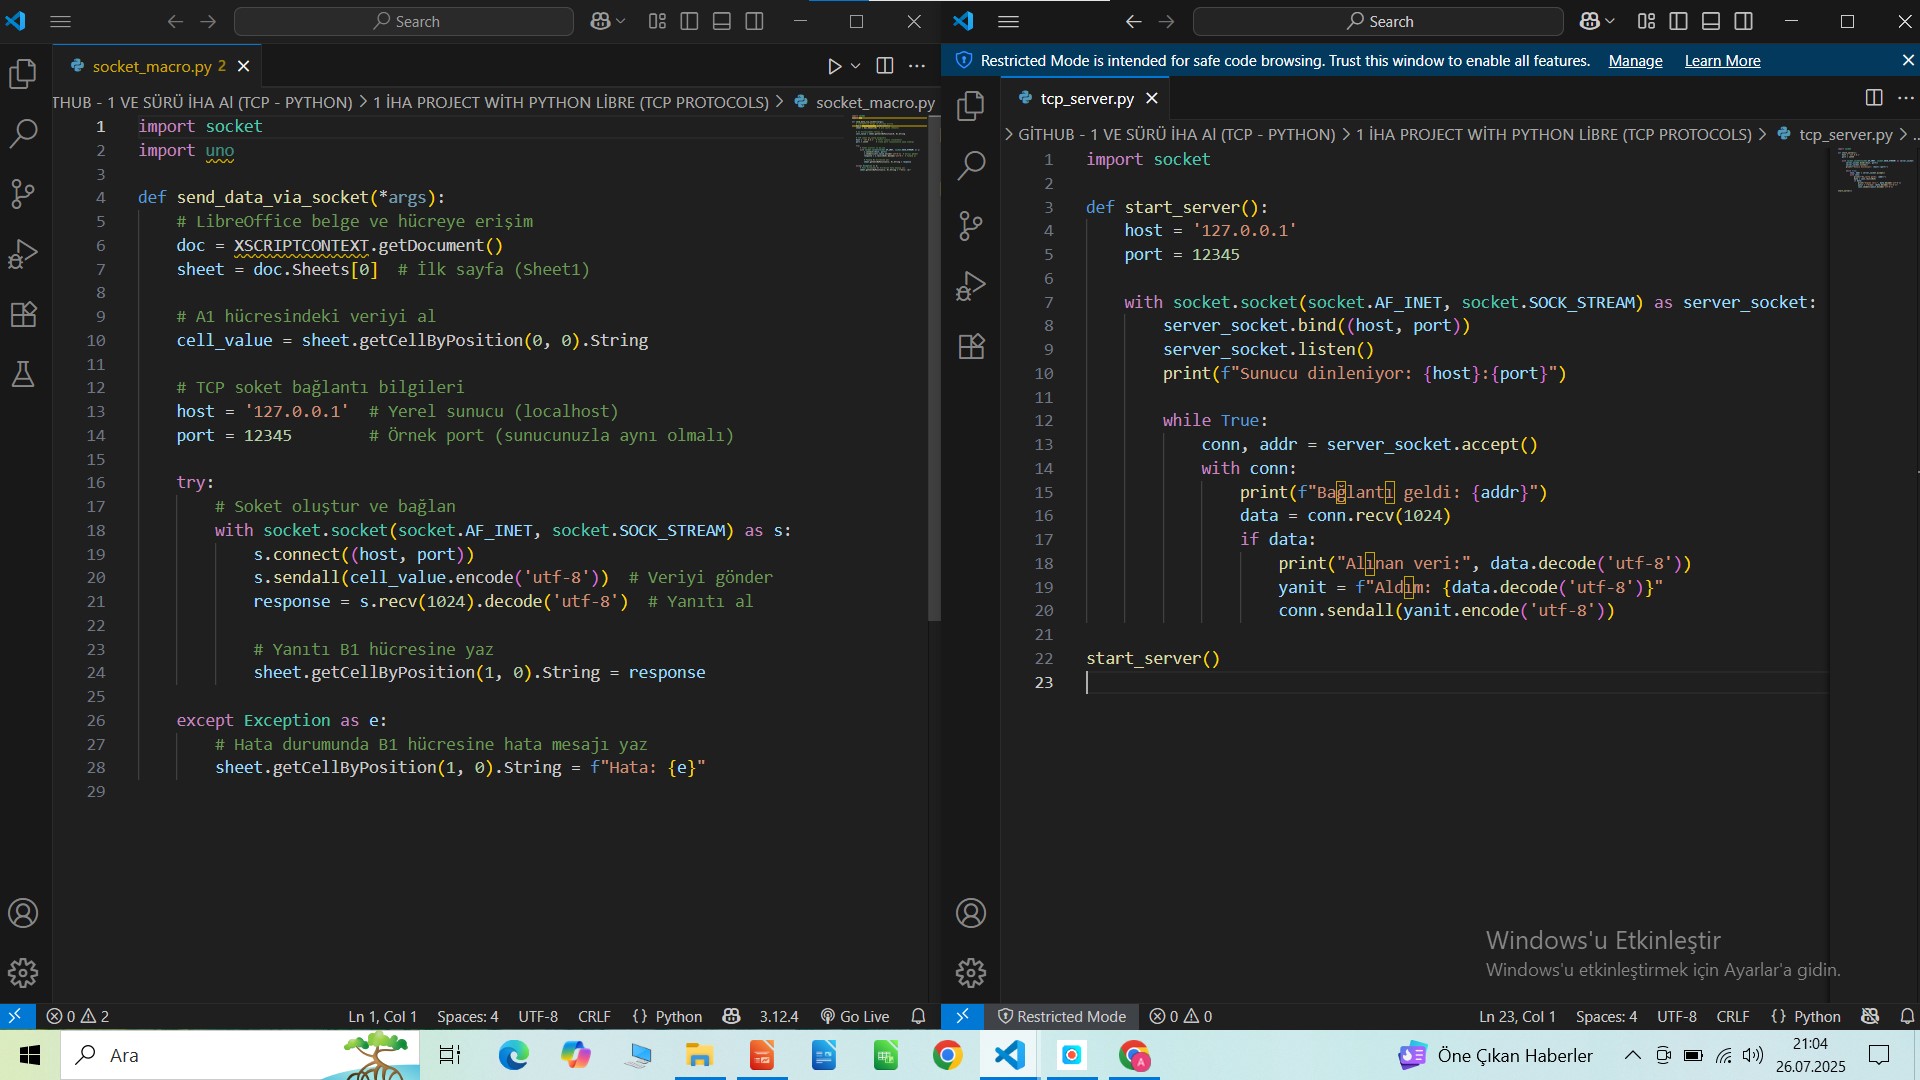 Search
Search
Restricted Mode is intended for safe code browsing. Trust this window to enable all features. Manage Learn More
socket_macro.py 2
tcp_server.py
THUB - 1 VE SÜRÜ İHA AI (TCP - PYTHON) > 1 İHA PROJECT WİTH PYTHON LİBRE (TCP PROTOCOLS) > socket_macro.py
1 import socket
2 import uno
3
4 def send_data_via_socket(*args):
5 # LibreOffice belge ve hücreye erişim
6 doc = XSCRIPTCONTEXT.getDocument()
7 sheet = doc.Sheets[0] # İlk sayfa (Sheet1)
8
9 # A1 hücresindeki veriyi al
10 cell_value = sheet.getCellByPosition(0, 0).String
11
12 # TCP soket bağlantı bilgileri
13 host = '127.0.0.1' # Yerel sunucu (localhost)
14 port = 12345 # Örnek port (sunucunuzla aynı olmalı)
15
16 try:
17 # Soket oluştur ve bağlan
18 with socket.socket(socket.AF_INET, socket.SOCK_STREAM) as s:
19 s.connect((host, port))
20 s.sendall(cell_value.encode('utf-8')) # Veriyi gönder
21 response = s.recv(1024).decode('utf-8') # Yanıtı al
22
23 # Yanıtı B1 hücresine yaz
24 sheet.getCellByPosition(1, 0).String = response
25
26 except Exception as e:
27 # Hata durumunda B1 hücresine hata mesajı yaz
28 sheet.getCellByPosition(1, 0).String = f"Hata: {e}"
29
> GİTHUB - 1 VE SÜRÜ İHA AI (TCP - PYTHON) > 1 İHA PROJECT WİTH PYTHON LİBRE (TCP PROTOCOLS) > tcp_server.py > ...
1 import socket
2
3 def start_server():
4 host = '127.0.0.1'
5 port = 12345
6
7 with socket.socket(socket.AF_INET, socket.SOCK_STREAM) as server_socket:
8 server_socket.bind((host, port))
9 server_socket.listen()
10 print(f"Sunucu dinleniyor: {host}:{port}")
11
12 while True:
13 conn, addr = server_socket.accept()
14 with conn:
15 print(f"Bağlantı geldi: {addr}")
16 data = conn.recv(1024)
17 if data:
18 print("Alınan veri:", data.decode('utf-8'))
19 yanit = f"Aldım: {data.decode('utf-8')}"
20 conn.sendall(yanit.encode('utf-8'))
21
22 start_server()
23
Windows'u Etkinleştir
Windows'u etkinleştirmek için Ayarlar'a gidin.
0 2 Ln 1, Col 1 Spaces: 4 UTF-8 CRLF {} Python 3.12.4 Go Live
Restricted Mode 0 0 Ln 23, Col 1 Spaces: 4 UTF-8 CRLF {} Python
Ara
Öne Çıkan Haberler
21:04
26.07.2025